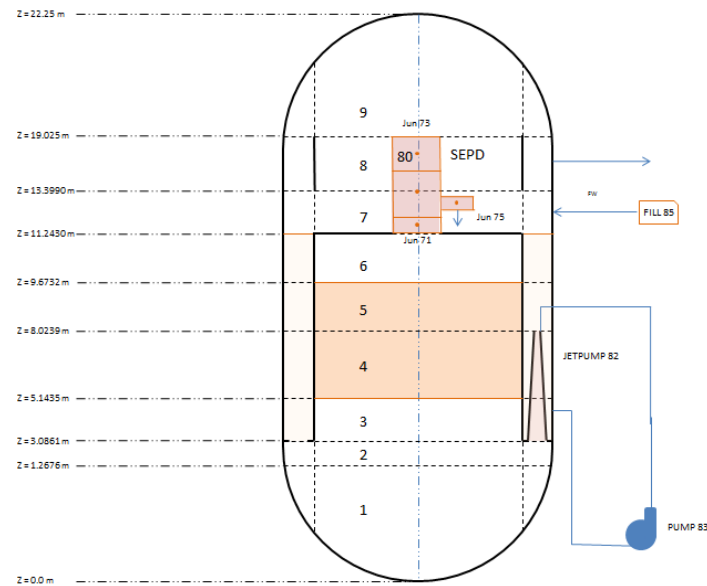 Z = 22.25 m
9
Jun 73
Z = 19.025 m
80
SEPD
8
Z = 13.3990 m
FW
7
Jun 75
FILL 85
Z = 11.2430 m
Jun 71
6
Z = 9.6732 m
5
Z = 8.0239 m
JETPUMP 82
4
Z = 5.1435 m
3
Z = 3.0861 m
2
Z = 1.2676 m
1
PUMP 83
Z = 0.0 m